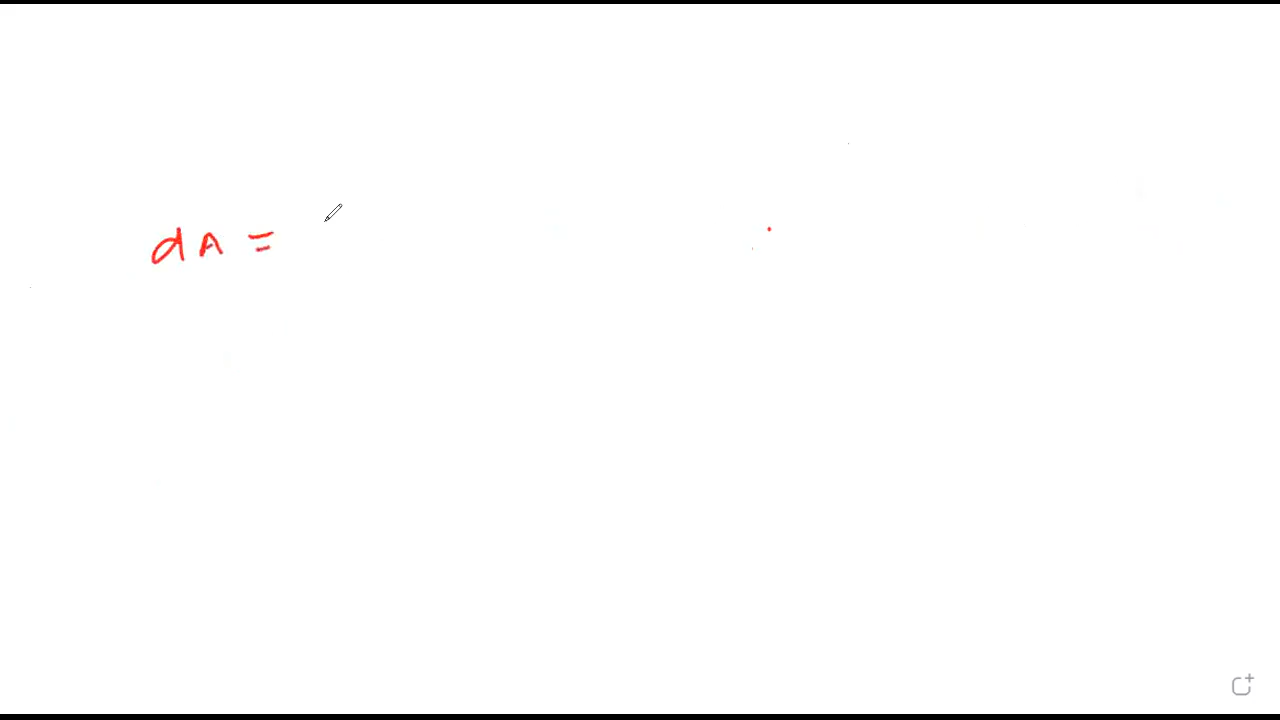 dA =